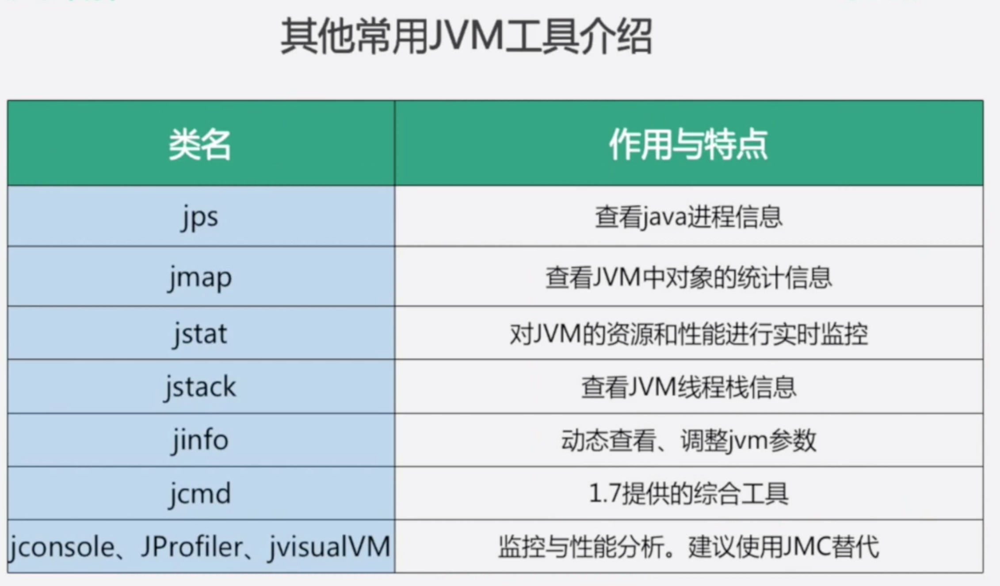 其他常用JVM工具介绍
类名 作用与特点
jps 查看java进程信息
jmap 查看JVM中对象的统计信息
jstat 对JVM的资源和性能进行实时监控
jstack 查看JVM线程栈信息
jinfo 动态查看、调整jvm参数
jcmd 1.7提供的综合工具
jconsole、JProfiler、jvisualVM 监控与性能分析。建议使用JMC替代